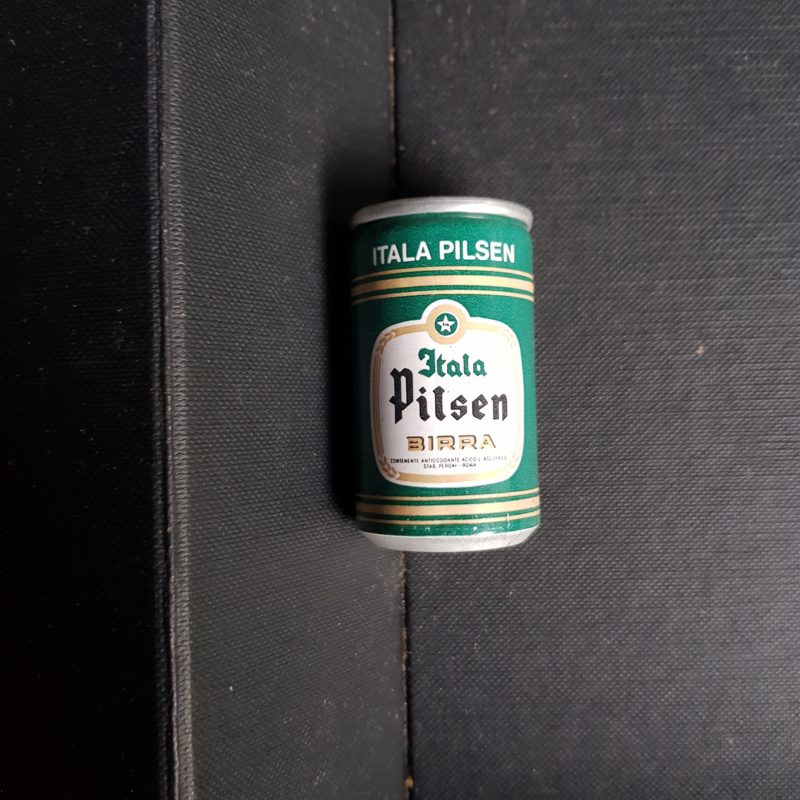 ITALA PILSEN
Itala
Pilsen
BIRRA
CONTENENTE ANTIOSSIDANTE ACIDO L. ASCORBICO
STAB. PERONI - ROMA